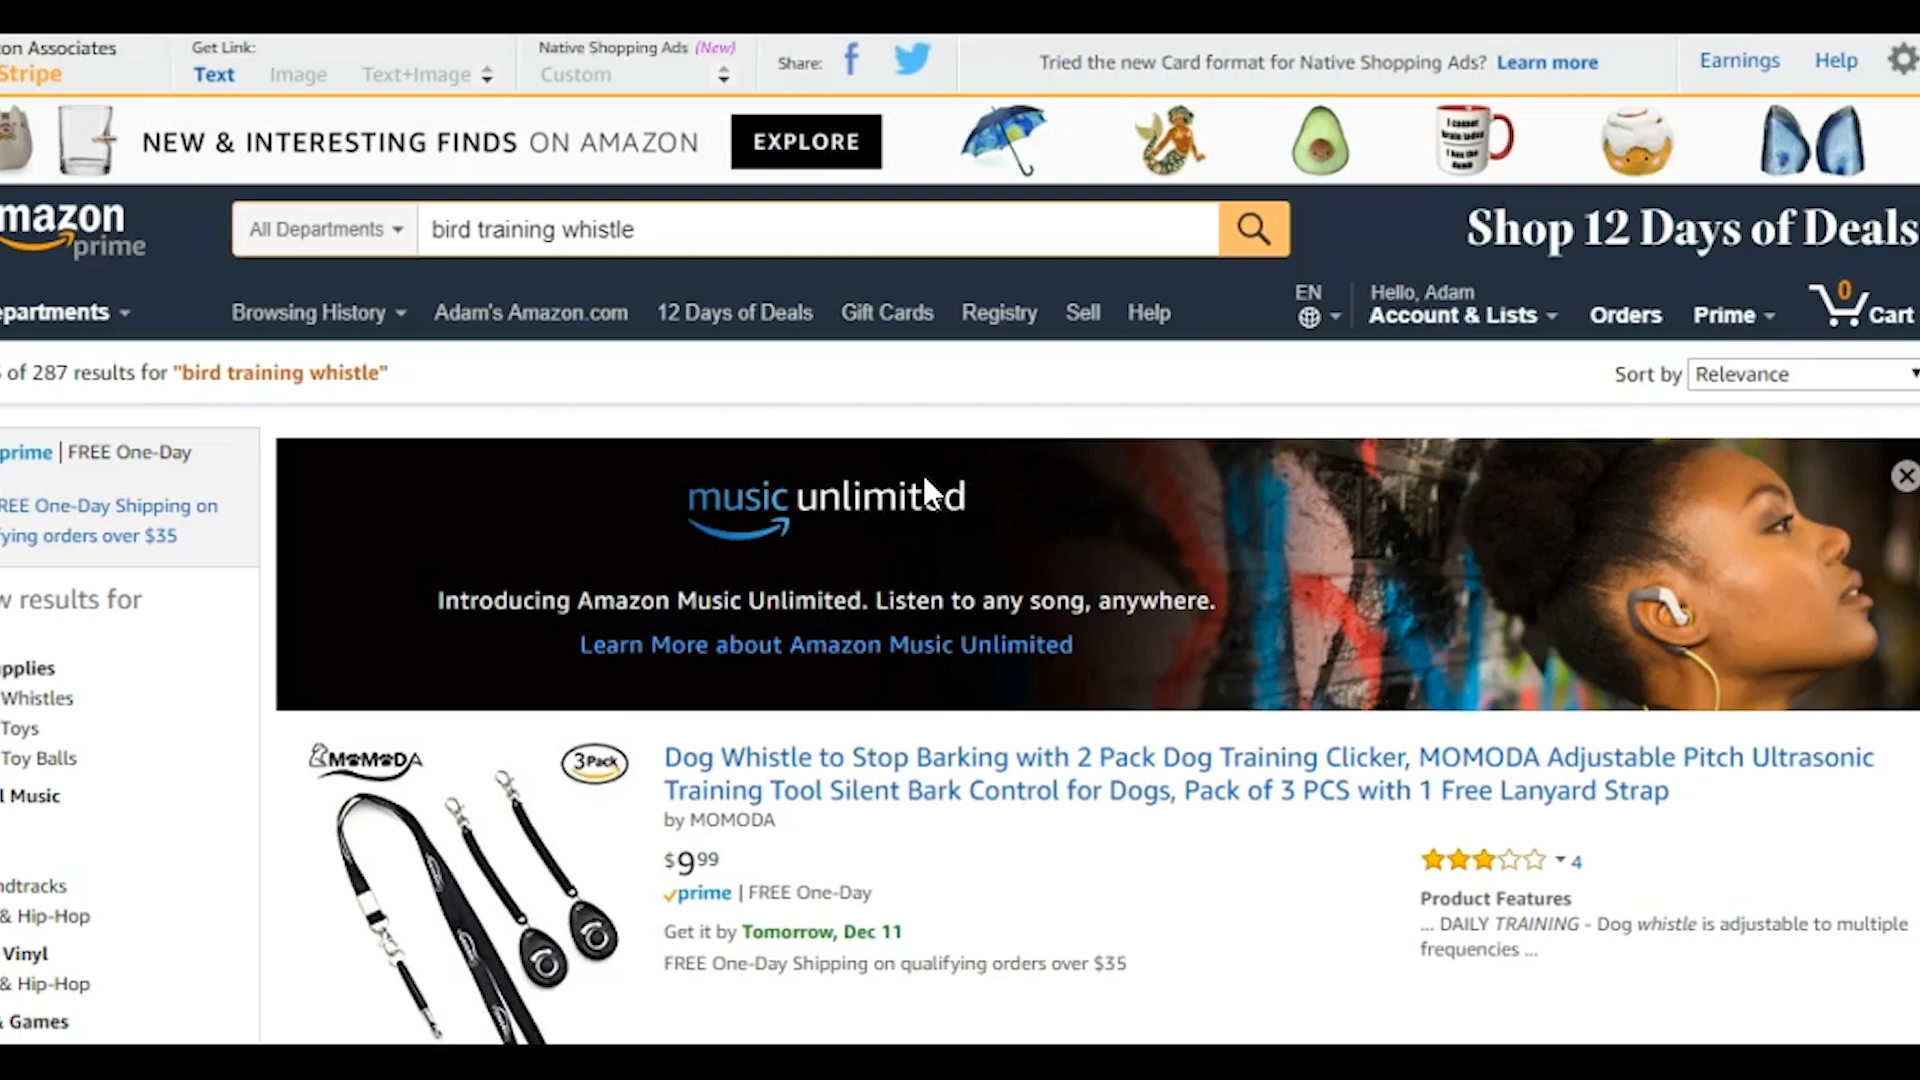 on Associates
Stripe
Get Link:
Text Image Text+Image
Native Shopping Ads (New)
Custom
Share:
Tried the new Card format for Native Shopping Ads? Learn more
Earnings Help
NEW & INTERESTING FINDS ON AMAZON EXPLORE
mazon
prime
All Departments
bird training whistle
Shop 12 Days of Deals
epartments
Browsing History Adam's Amazon.com 12 Days of Deals Gift Cards Registry Sell Help
EN
Hello, Adam
Account & Lists
Orders Prime
0
Cart
of 287 results for "bird training whistle"
Sort by Relevance
prime | FREE One-Day
REE One-Day Shipping on
fying orders over $35
w results for
pplies
Whistles
Toys
Toy Balls
l Music
ndtracks
& Hip-Hop
Vinyl
& Hip-Hop
& Games
music unlimited
Introducing Amazon Music Unlimited. Listen to any song, anywhere.
Learn More about Amazon Music Unlimited
MOMODA
3 Pack
Dog Whistle to Stop Barking with 2 Pack Dog Training Clicker, MOMODA Adjustable Pitch Ultrasonic
Training Tool Silent Bark Control for Dogs, Pack of 3 PCS with 1 Free Lanyard Strap
by MOMODA
$9 99
prime | FREE One-Day
Get it by Tomorrow, Dec 11
FREE One-Day Shipping on qualifying orders over $35
4
Product Features
... DAILY TRAINING - Dog whistle is adjustable to multiple
frequencies ...